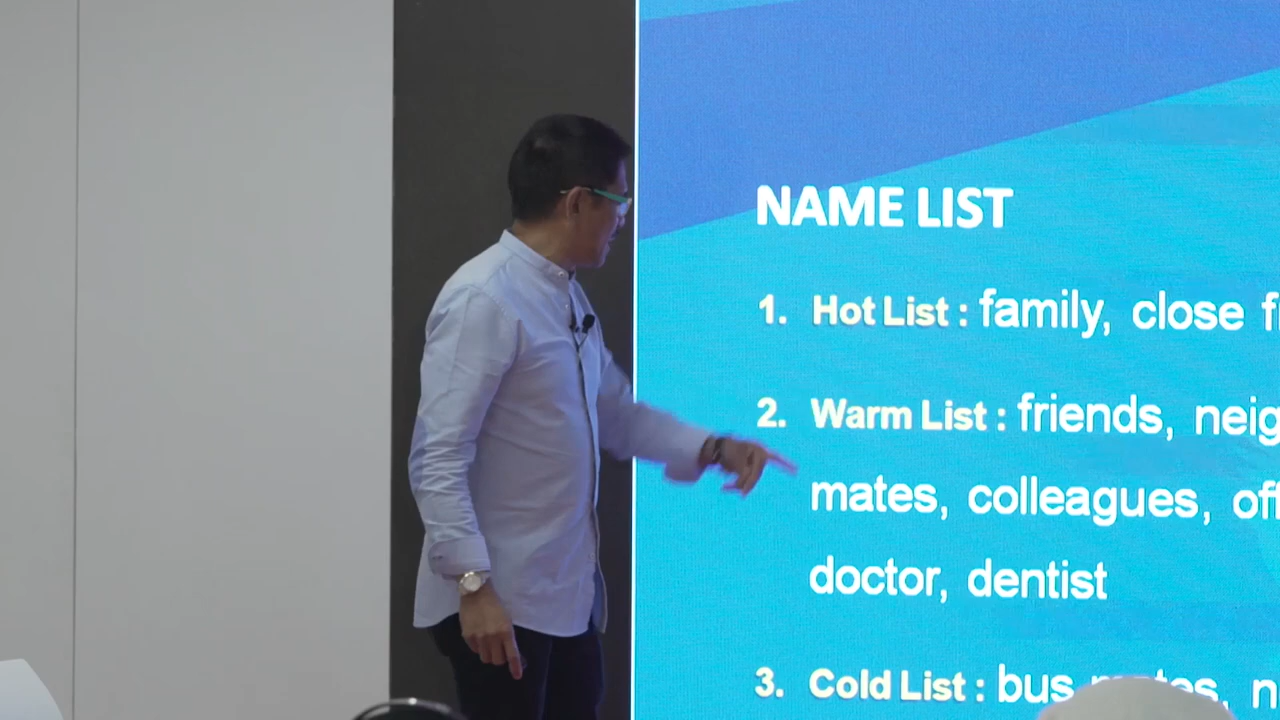 NAME LIST
1. Hot List : family, close
2. Warm List : friends,
mates, colleagues,
doctor, dentist
3. Cold List : bus